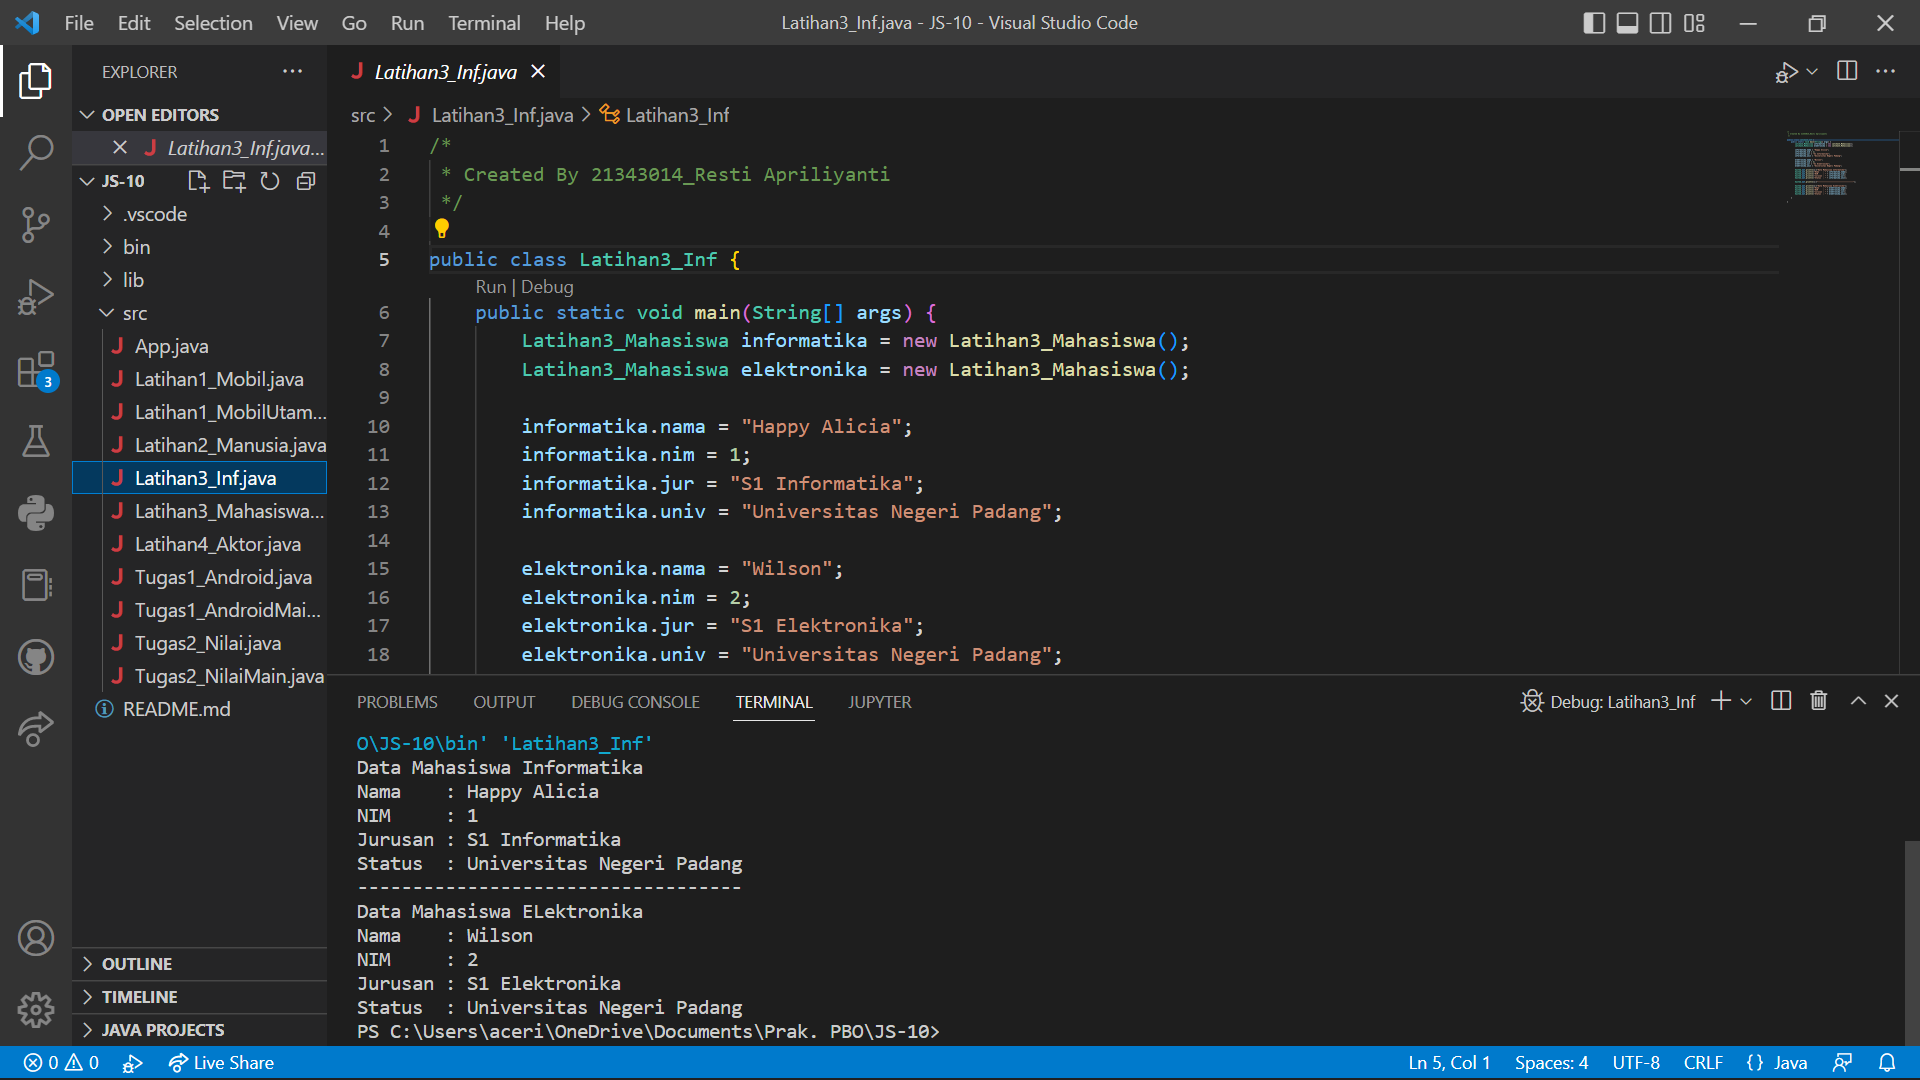 File Edit Selection View Go Run Terminal Help
Latihan3_Inf.java - JS-10 - Visual Studio Code
EXPLORER
OPEN EDITORS
Latihan3_Inf.java...
JS-10
.vscode
bin
lib
src
App.java
Latihan1_Mobil.java
Latihan1_MobilUtam...
Latihan2_Manusia.java
Latihan3_Inf.java
Latihan3_Mahasiswa...
Latihan4_Aktor.java
Tugas1_Android.java
Tugas1_AndroidMai...
Tugas2_Nilai.java
Tugas2_NilaiMain.java
README.md
OUTLINE
TIMELINE
JAVA PROJECTS
3
Latihan3_Inf.java
src > Latihan3_Inf.java > Latihan3_Inf
1 /*
2 * Created By 21343014_Resti Apriliyanti
3 */
4
5 public class Latihan3_Inf {
Run | Debug
6 public static void main(String[] args) {
7 Latihan3_Mahasiswa informatika = new Latihan3_Mahasiswa();
8 Latihan3_Mahasiswa elektronika = new Latihan3_Mahasiswa();
9
10 informatika.nama = "Happy Alicia";
11 informatika.nim = 1;
12 informatika.jur = "S1 Informatika";
13 informatika.univ = "Universitas Negeri Padang";
14
15 elektronika.nama = "Wilson";
16 elektronika.nim = 2;
17 elektronika.jur = "S1 Elektronika";
18 elektronika.univ = "Universitas Negeri Padang";
PROBLEMS OUTPUT DEBUG CONSOLE TERMINAL JUPYTER
Debug: Latihan3_Inf
O\JS-10\bin' 'Latihan3_Inf'
Data Mahasiswa Informatika
Nama    : Happy Alicia
NIM     : 1
Jurusan : S1 Informatika
Status  : Universitas Negeri Padang
-----------------------------------
Data Mahasiswa ELektronika
Nama    : Wilson
NIM     : 2
Jurusan : S1 Elektronika
Status  : Universitas Negeri Padang
PS C:\Users\aceri\OneDrive\Documents\Prak. PBO\JS-10>
0 0 Live Share
Ln 5, Col 1 Spaces: 4 UTF-8 CRLF {} Java